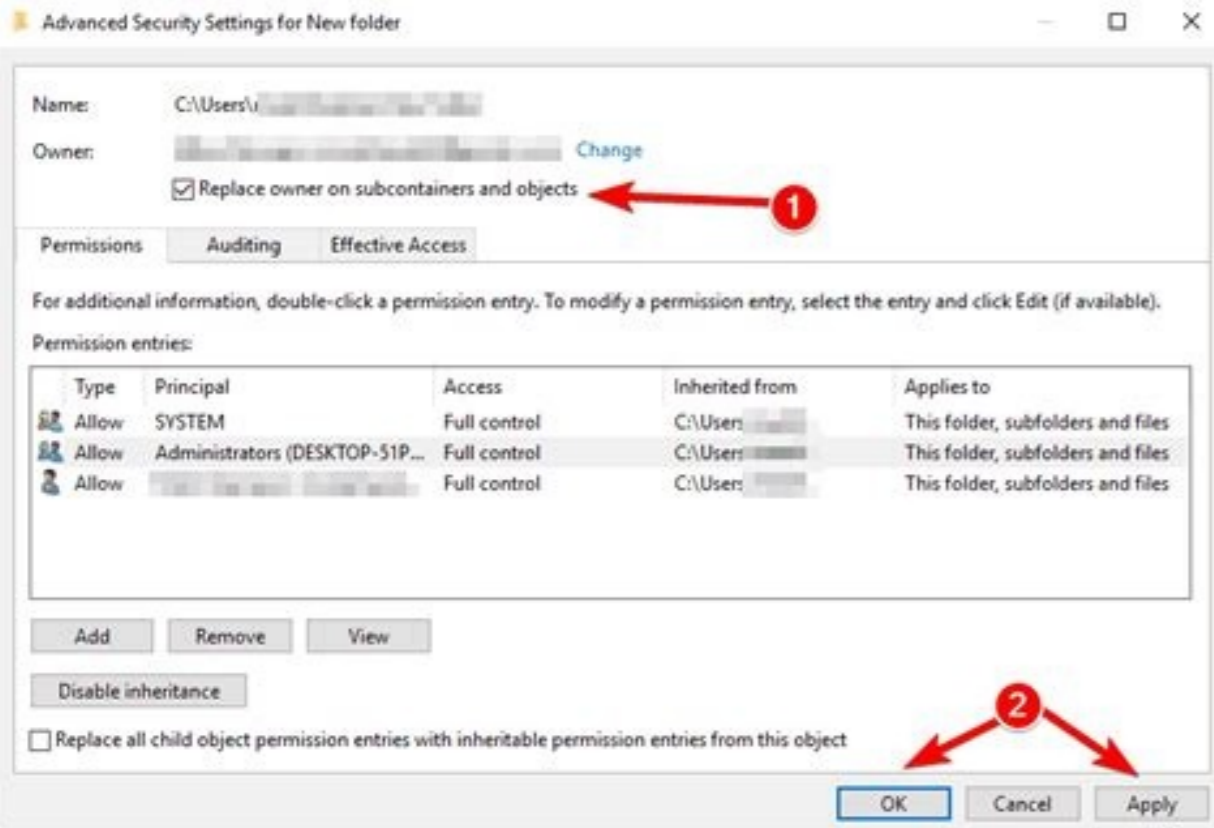 Advanced Security Settings for New folder
Name: C:\Users\
Owner: Change
Replace owner on subcontainers and objects
1
Permissions Auditing Effective Access
For additional information, double-click a permission entry. To modify a permission entry, select the entry and click Edit (if available).
Permission entries:
Type Principal Access Inherited from Applies to
Allow SYSTEM Full control C:\Users This folder, subfolders and files
Allow Administrators (DESKTOP-51P... Full control C:\Users This folder, subfolders and files
Allow Full control C:\Users This folder, subfolders and files
Add Remove View
Disable inheritance
2
Replace all child object permission entries with inheritable permission entries from this object
OK Cancel Apply